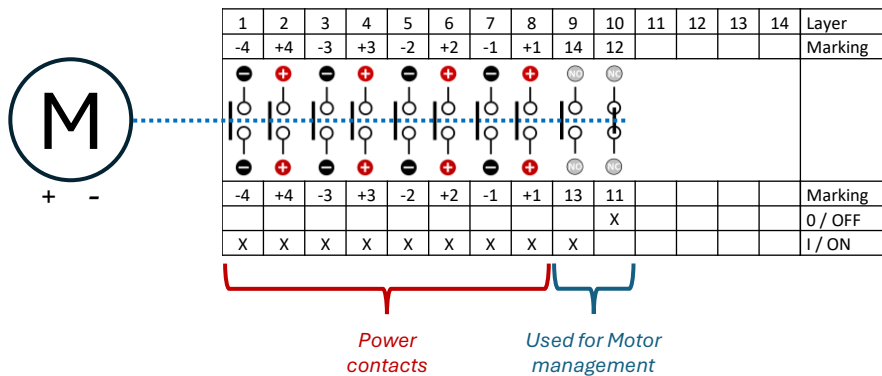 1 2 3 4 5 6 7 8 9 10 11 12 13 14 Layer
-4 +4 -3 +3 -2 +2 -1 +1 14 12 Marking
− + − + − + − + NO NO
M
− + − + − + − + NO NO
+ -
-4 +4 -3 +3 -2 +2 -1 +1 13 11 Marking
X 0 / OFF
X X X X X X X X X I / ON
Power contacts
Used for Motor management